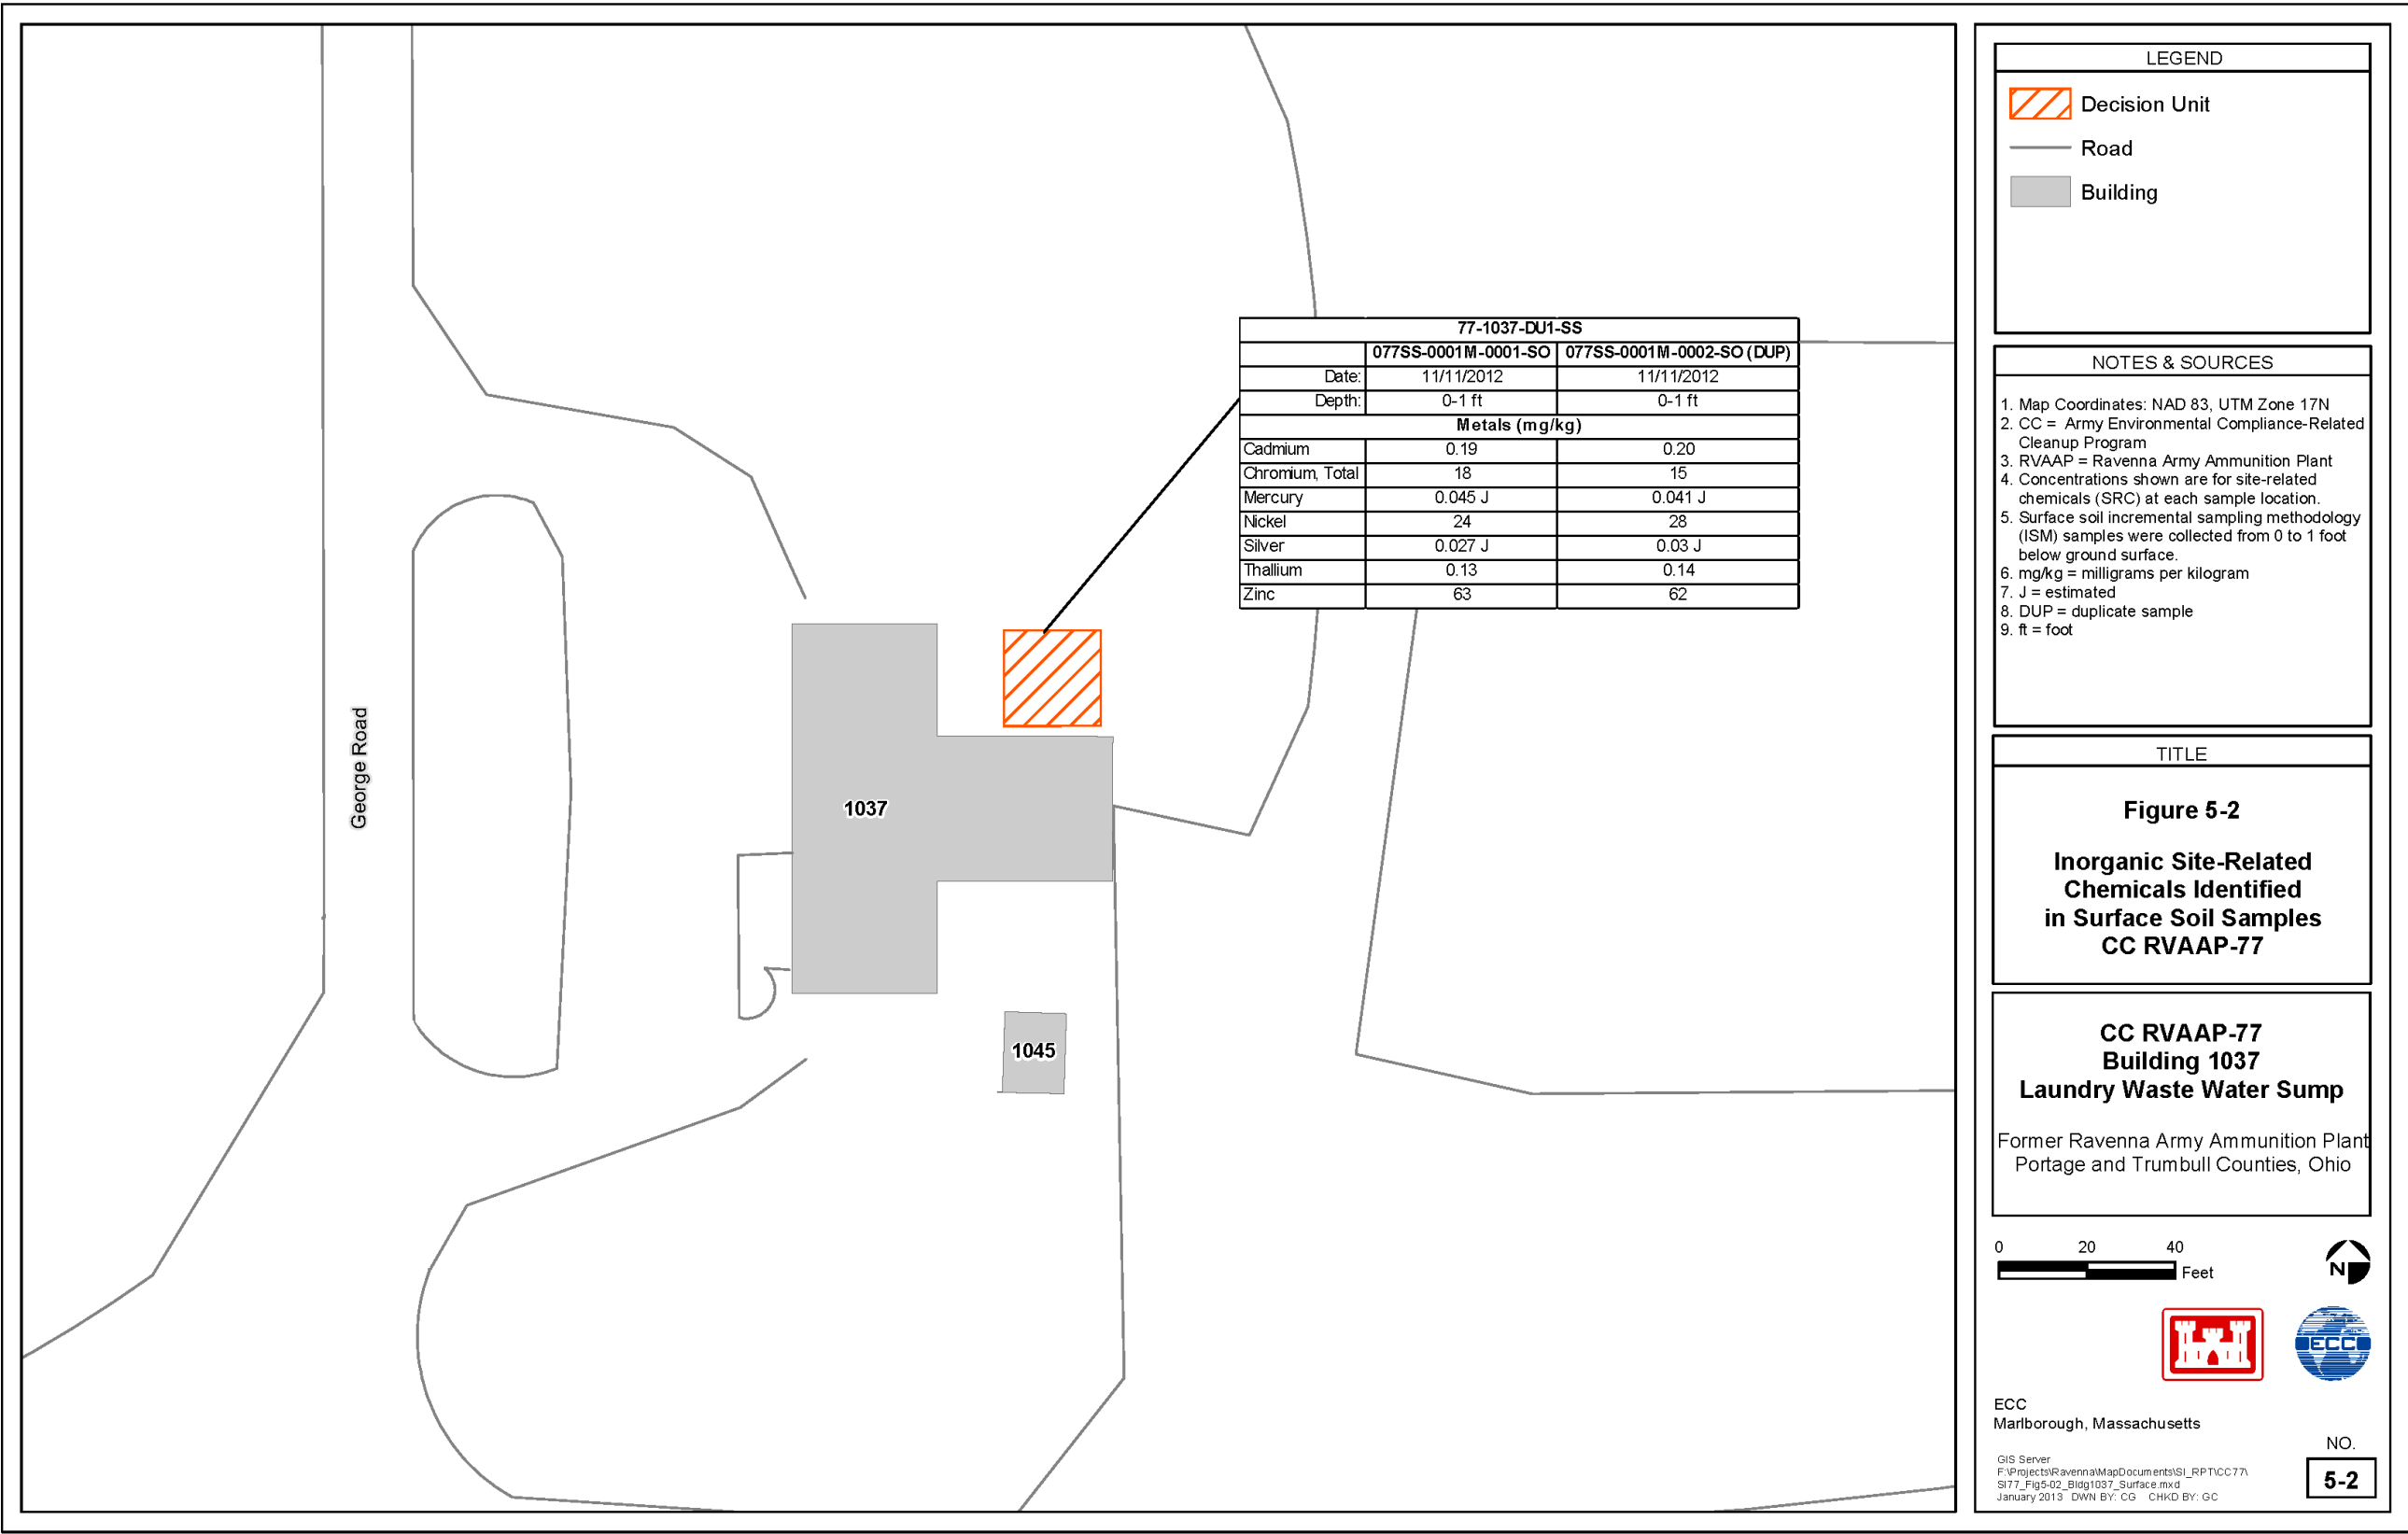 77-1037-DU1-SS
077SS-0001M-0001-SO 077SS-0001M-0002-SO (DUP)
Date: 11/11/2012 11/11/2012
Depth: 0-1 ft 0-1 ft
Metals (mg/kg)
Cadmium 0.19 0.20
Chromium, Total 18 15
Mercury 0.045 J 0.041 J
Nickel 24 28
Silver 0.027 J 0.03 J
Thallium 0.13 0.14
Zinc 63 62
George Road
1037
1045
LEGEND
Decision Unit
Road
Building
NOTES & SOURCES
1. Map Coordinates: NAD 83, UTM Zone 17N
2. CC = Army Environmental Compliance-Related
Cleanup Program
3. RVAAP = Ravenna Army Ammunition Plant
4. Concentrations shown are for site-related
chemicals (SRC) at each sample location.
5. Surface soil incremental sampling methodology
(ISM) samples were collected from 0 to 1 foot
below ground surface.
6. mg/kg = milligrams per kilogram
7. J = estimated
8. DUP = duplicate sample
9. ft = foot
TITLE
Figure 5-2
Inorganic Site-Related
Chemicals Identified
in Surface Soil Samples
CC RVAAP-77
CC RVAAP-77
Building 1037
Laundry Waste Water Sump
Former Ravenna Army Ammunition Plant
Portage and Trumbull Counties, Ohio
0 20 40
Feet
N
ECC
ECC
Marlborough, Massachusetts
NO.
5-2
GIS Server
F:\Projects\Ravenna\MapDocuments\SI_RPT\CC77\
SI77_Fig5-02_Bldg1037_Surface.mxd
January 2013 DWN BY: CG CHKD BY: GC